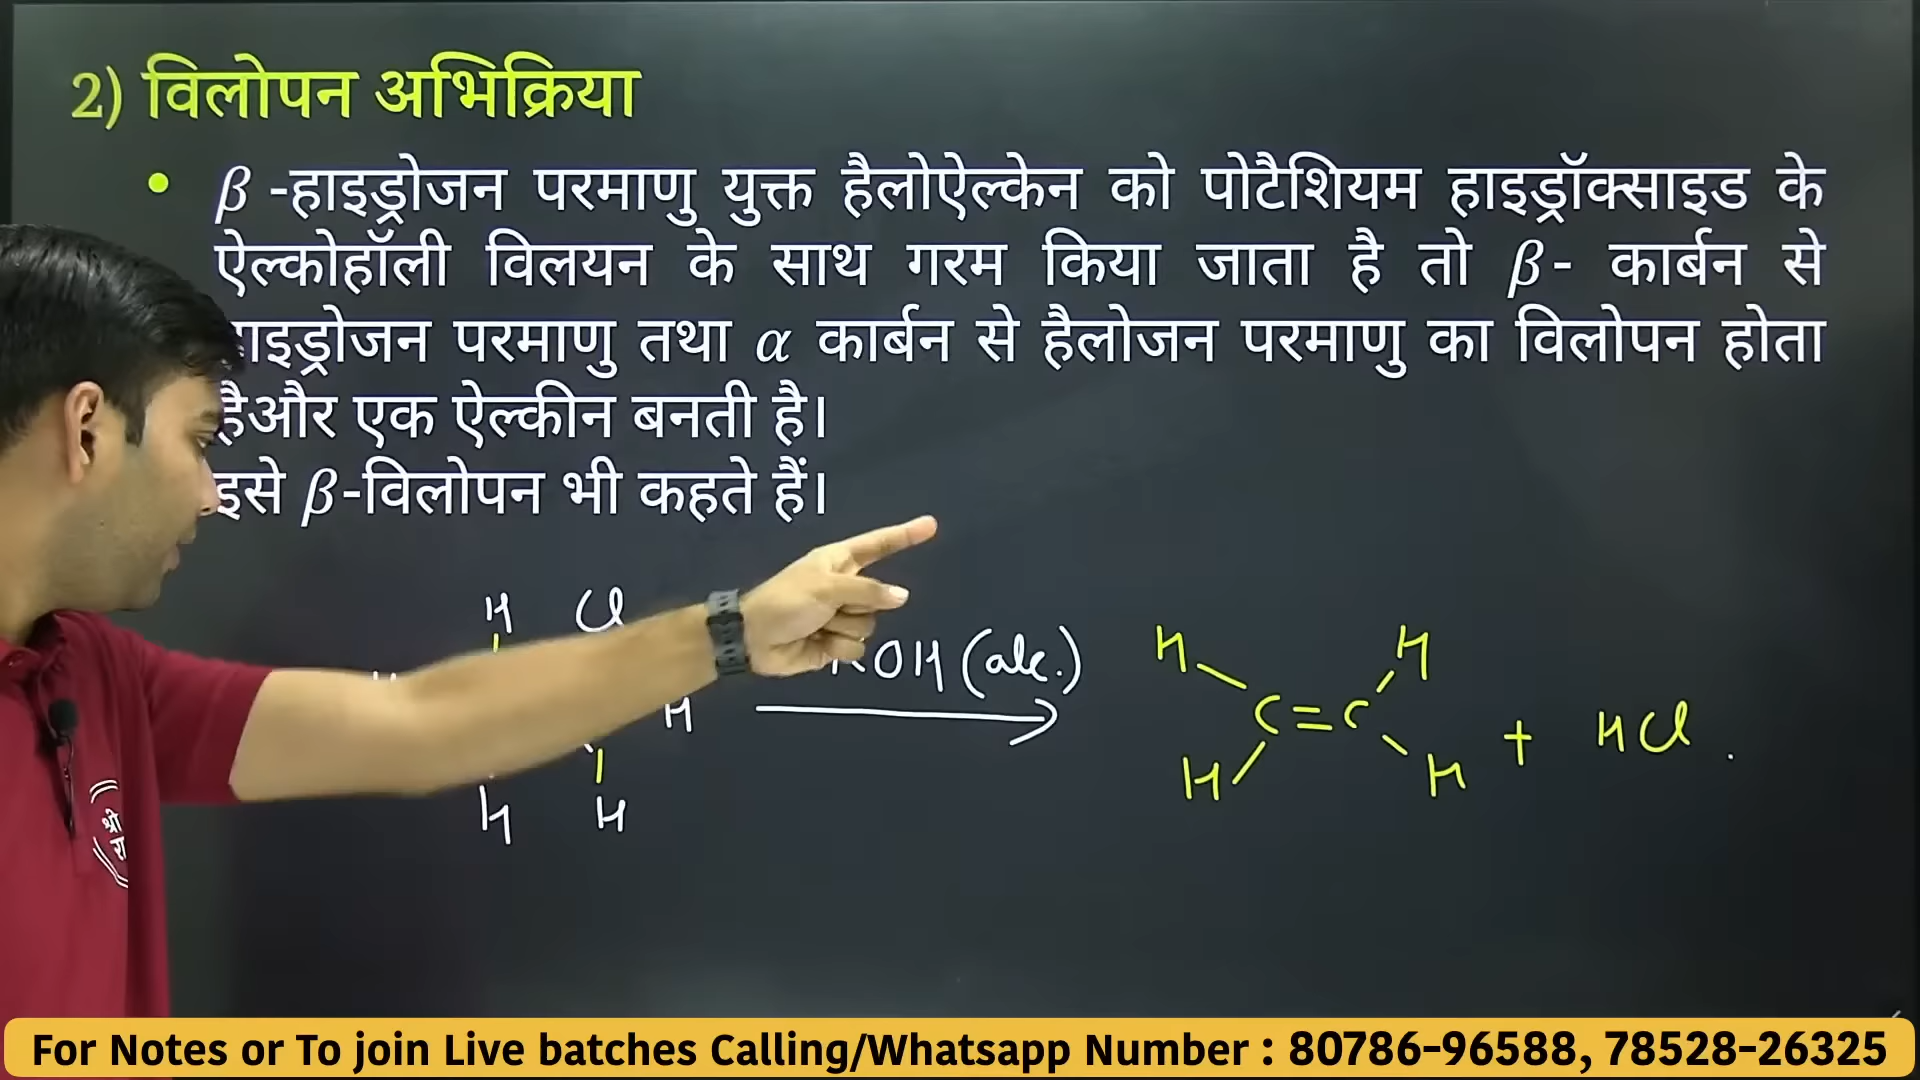 2) विलोपन अभिक्रिया
• β -हाइड्रोजन परमाणु युक्त हैलोऐल्केन को पोटैशियम हाइड्रॉक्साइड के
ऐल्कोहॉली विलयन के साथ गरम किया जाता है तो β- कार्बन से
हाइड्रोजन परमाणु तथा α कार्बन से हैलोजन परमाणु का विलोपन होता
हैऔर एक ऐल्कीन बनती है।
इसे β-विलोपन भी कहते हैं।
H Cl
KOH (alc.)
H H
H
C = C + HCl
H H
H H
श्री
रा
For Notes or To join Live batches Calling/Whatsapp Number : 80786-96588, 78528-26325